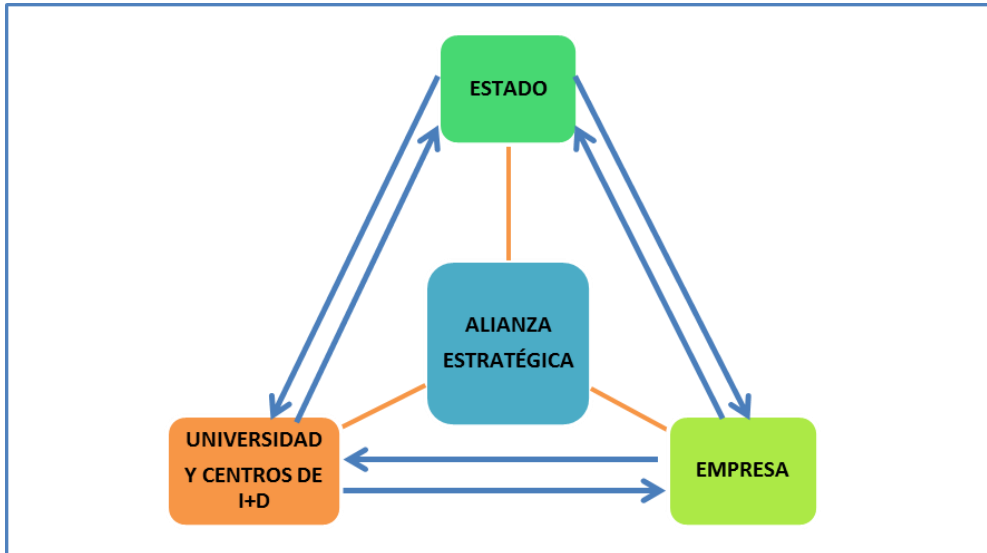 ESTADO
ALIANZA
ESTRATÉGICA
UNIVERSIDAD
Y CENTROS DE
I+D
EMPRESA